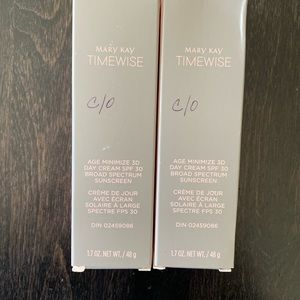 MARY KAY
TIMEWISE
C/O
AGE MINIMIZE 3D
DAY CREAM SPF 30
BROAD SPECTRUM
SUNSCREEN
CRÈME DE JOUR
AVEC ÉCRAN
SOLAIRE À LARGE
SPECTRE FPS 30
DIN 02459086
1.7 OZ. NET WT. / 48 g
MARY KAY
TIMEWISE
C/O
AGE MINIMIZE 3D
DAY CREAM SPF 30
BROAD SPECTRUM
SUNSCREEN
CRÈME DE JOUR
AVEC ÉCRAN
SOLAIRE À LARGE
SPECTRE FPS 30
DIN 02459086
1.7 OZ. NET WT. / 48 g